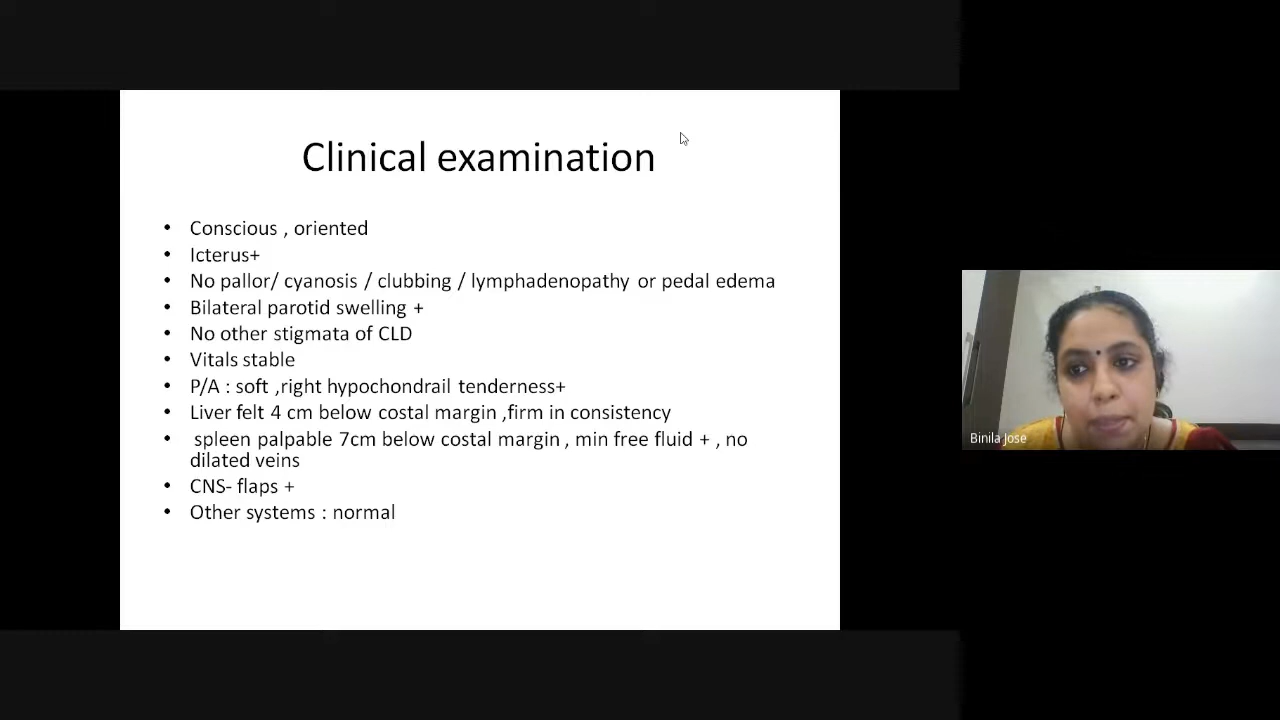 Clinical examination
• Conscious , oriented
• Icterus+
• No pallor/ cyanosis / clubbing / lymphadenopathy or pedal edema
• Bilateral parotid swelling +
• No other stigmata of CLD
• Vitals stable
• P/A : soft ,right hypochondrail tenderness+
• Liver felt 4 cm below costal margin ,firm in consistency
• spleen palpable 7cm below costal margin , min free fluid + , no
dilated veins
• CNS- flaps +
• Other systems : normal
Binila Jose